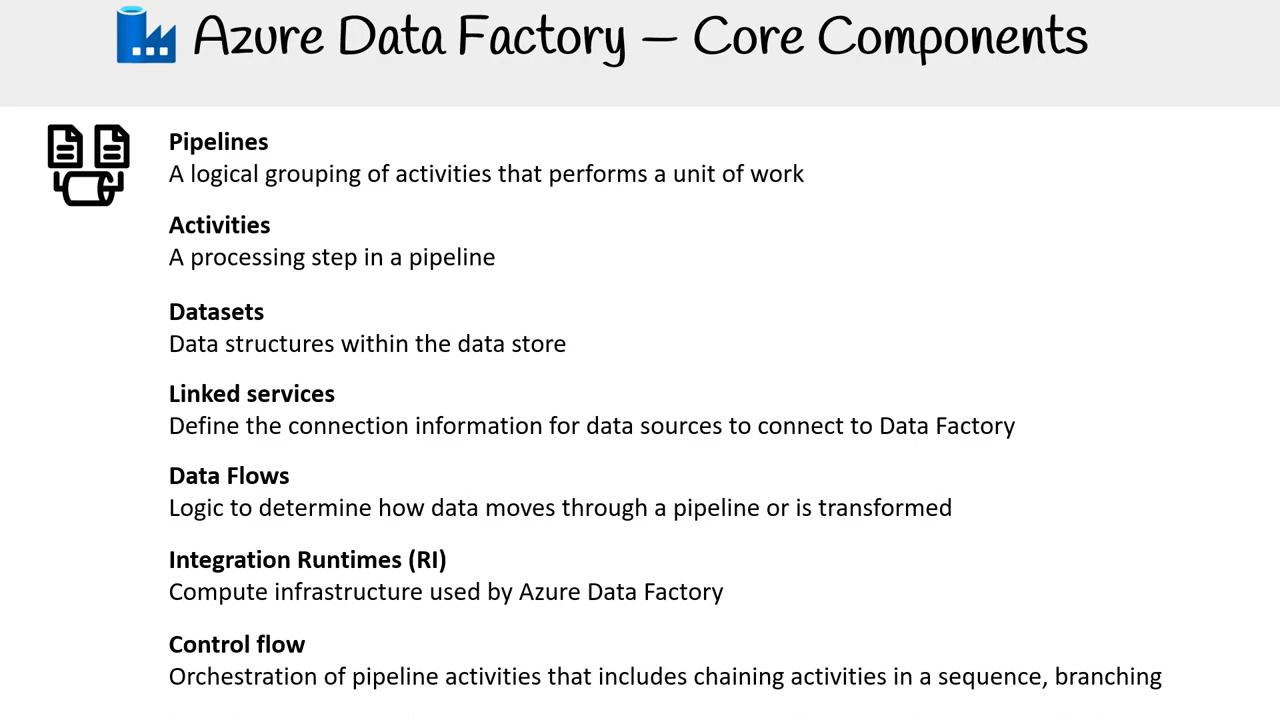 Azure Data Factory – Core Components
Pipelines
A logical grouping of activities that performs a unit of work
Activities
A processing step in a pipeline
Datasets
Data structures within the data store
Linked services
Define the connection information for data sources to connect to Data Factory
Data Flows
Logic to determine how data moves through a pipeline or is transformed
Integration Runtimes (RI)
Compute infrastructure used by Azure Data Factory
Control flow
Orchestration of pipeline activities that includes chaining activities in a sequence, branching